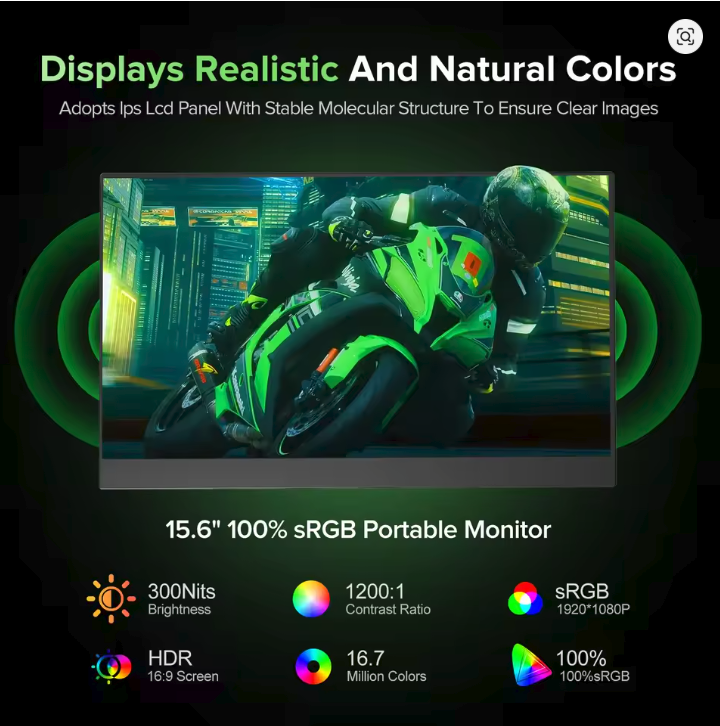 Displays Realistic And Natural Colors
Adopts Ips Lcd Panel With Stable Molecular Structure To Ensure Clear Images
Ninja
15.6" 100% sRGB Portable Monitor
300Nits
Brightness
1200:1
Contrast Ratio
sRGB
1920*1080P
HDR
16:9 Screen
16.7
Million Colors
100%
100%sRGB